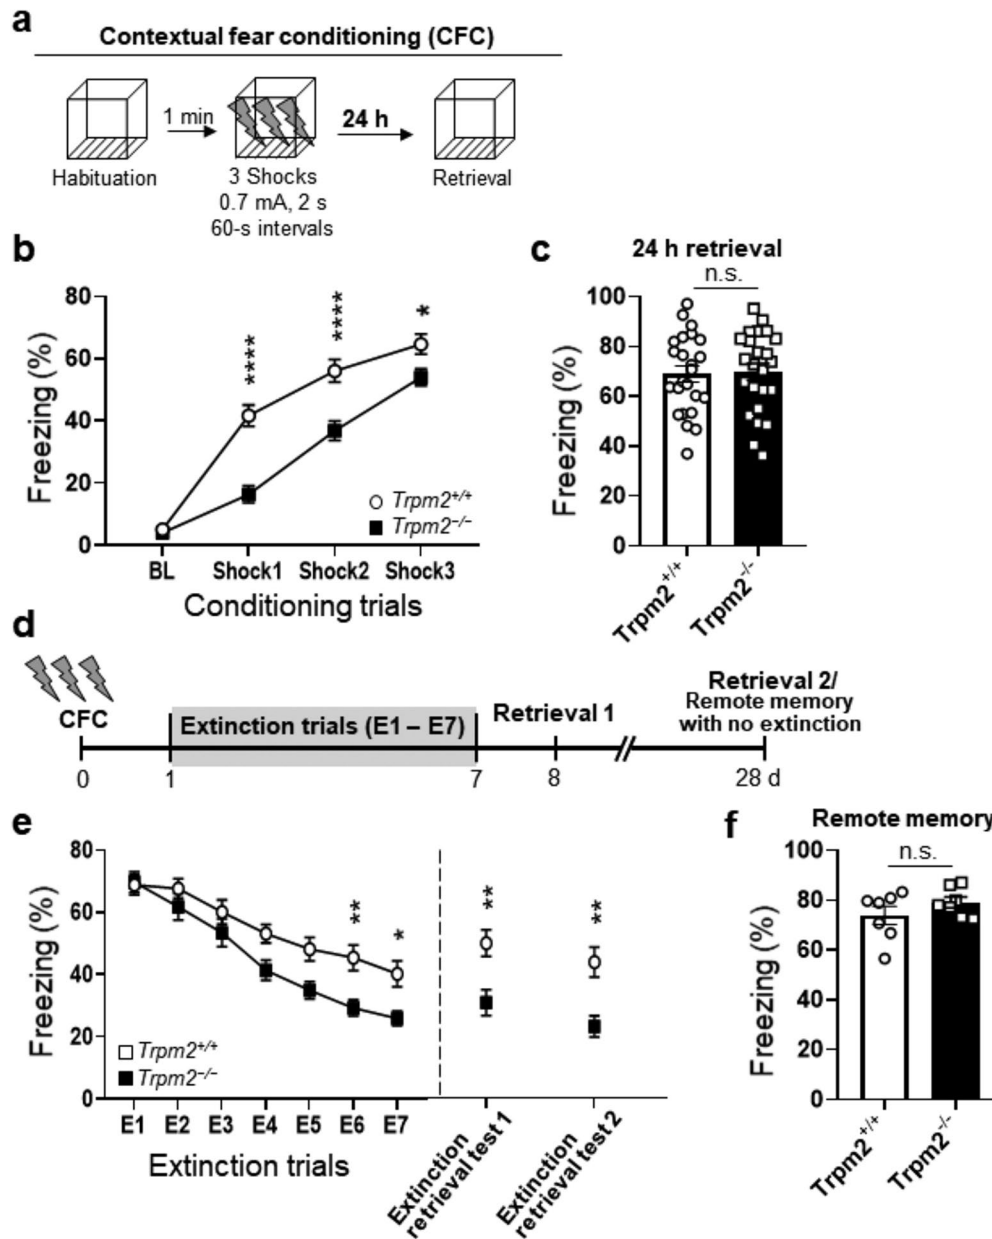 a
Contextual fear conditioning (CFC)
1 min
24 h
Habituation
3 Shocks
0.7 mA, 2 s
60-s intervals
Retrieval
b
80
60
40
20
0
Freezing (%)
****
****
*
Trpm2+/+
Trpm2−/−
BL Shock1 Shock2 Shock3
Conditioning trials
c
24 h retrieval
n.s.
100
80
60
40
20
0
Freezing (%)
Trpm2+/+
Trpm2-/-
d
CFC
Extinction trials (E1 – E7)
Retrieval 1
Retrieval 2/
Remote memory
with no extinction
0 1 7 8 28 d
e
80
60
40
20
0
Freezing (%)
**
*
**
**
Trpm2+/+
Trpm2−/−
E1 E2 E3 E4 E5 E6 E7
Extinction trials
Extinction
retrieval test 1
Extinction
retrieval test 2
f
Remote memory
n.s.
100
80
60
40
20
0
Freezing (%)
Trpm2+/+
Trpm2-/-